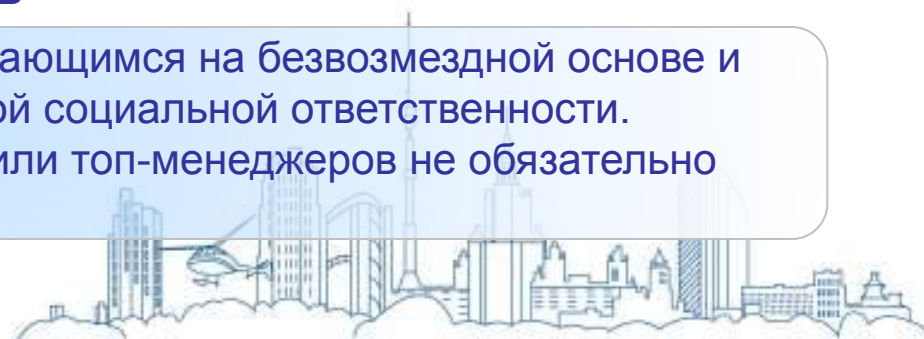 ающимся на безвозмездной основе и
ой социальной ответственности.
или топ-менеджеров не обязательно